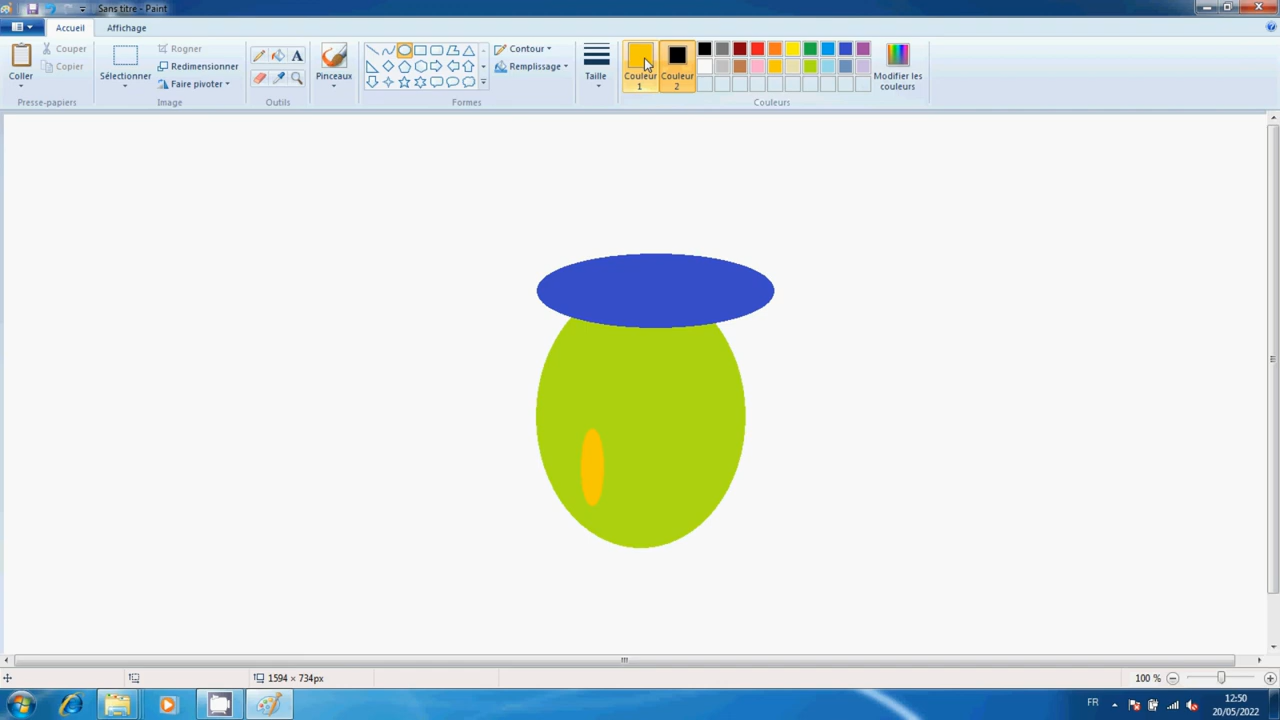 Sans titre - Paint
Accueil Affichage
Coller
Couper
Copier
Presse-papiers
Sélectionner
Rogner
Redimensionner
Faire pivoter
Image
A
Outils
Pinceaux
Contour
Remplissage
Formes
Taille
Couleur 1
Couleur 2
Modifier les couleurs
Couleurs
1594 × 734px
100 %
FR
12:50
20/05/2022